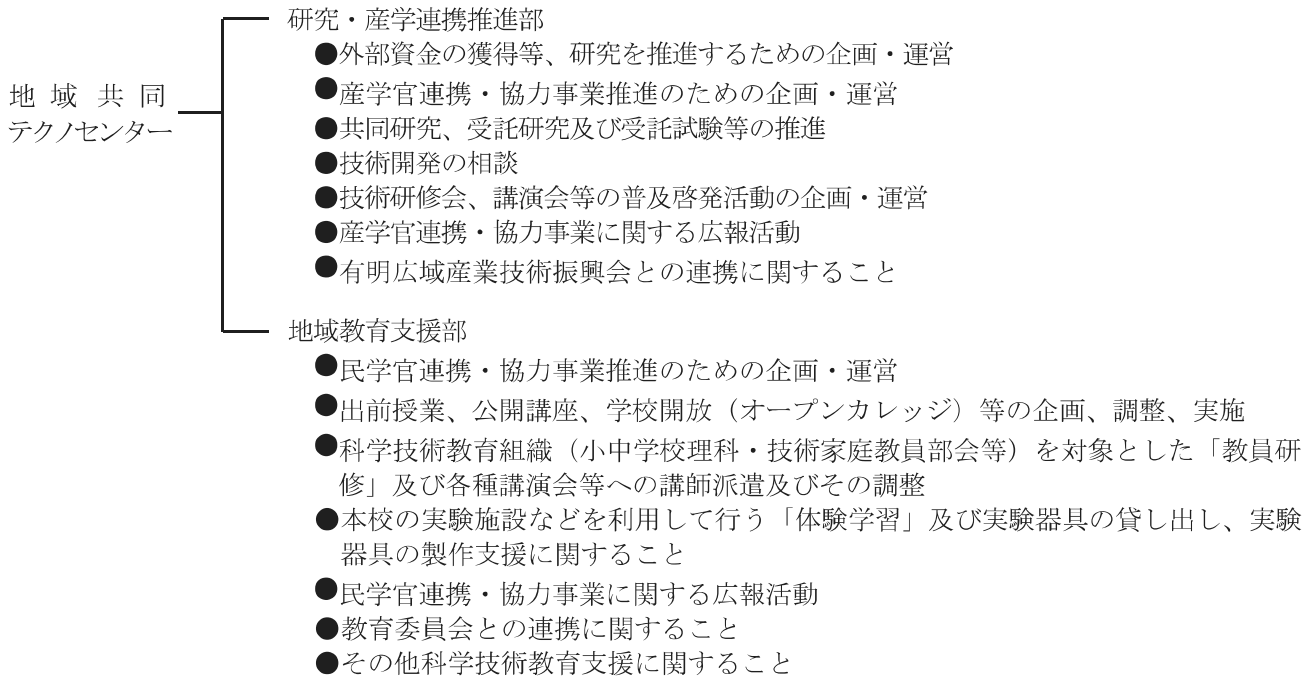 地域共同
テクノセンター
研究・産学連携推進部
●外部資金の獲得等、研究を推進するための企画・運営
●産学官連携・協力事業推進のための企画・運営
●共同研究、受託研究及び受託試験等の推進
●技術開発の相談
●技術研修会、講演会等の普及啓発活動の企画・運営
●産学官連携・協力事業に関する広報活動
●有明広域産業技術振興会との連携に関すること
地域教育支援部
●民学官連携・協力事業推進のための企画・運営
●出前授業、公開講座、学校開放（オープンカレッジ）等の企画、調整、実施
●科学技術教育組織（小中学校理科・技術家庭教員部会等）を対象とした「教員研
修」及び各種講演会等への講師派遣及びその調整
●本校の実験施設などを利用して行う「体験学習」及び実験器具の貸し出し、実験
器具の製作支援に関すること
●民学官連携・協力事業に関する広報活動
●教育委員会との連携に関すること
●その他科学技術教育支援に関すること